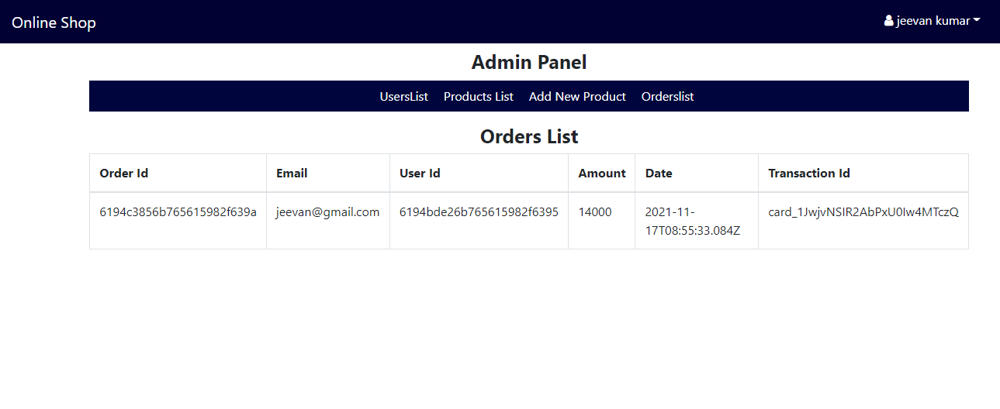 Online Shop
jeevan kumar
Admin Panel
UsersList Products List Add New Product Orderslist
Orders List
Order Id Email User Id Amount Date Transaction Id
6194c3856b765615982f639a jeevan@gmail.com 6194bde26b765615982f6395 14000 2021-11- card_1JwjvNSIR2AbPxU0Iw4MTczQ
17T08:55:33.084Z